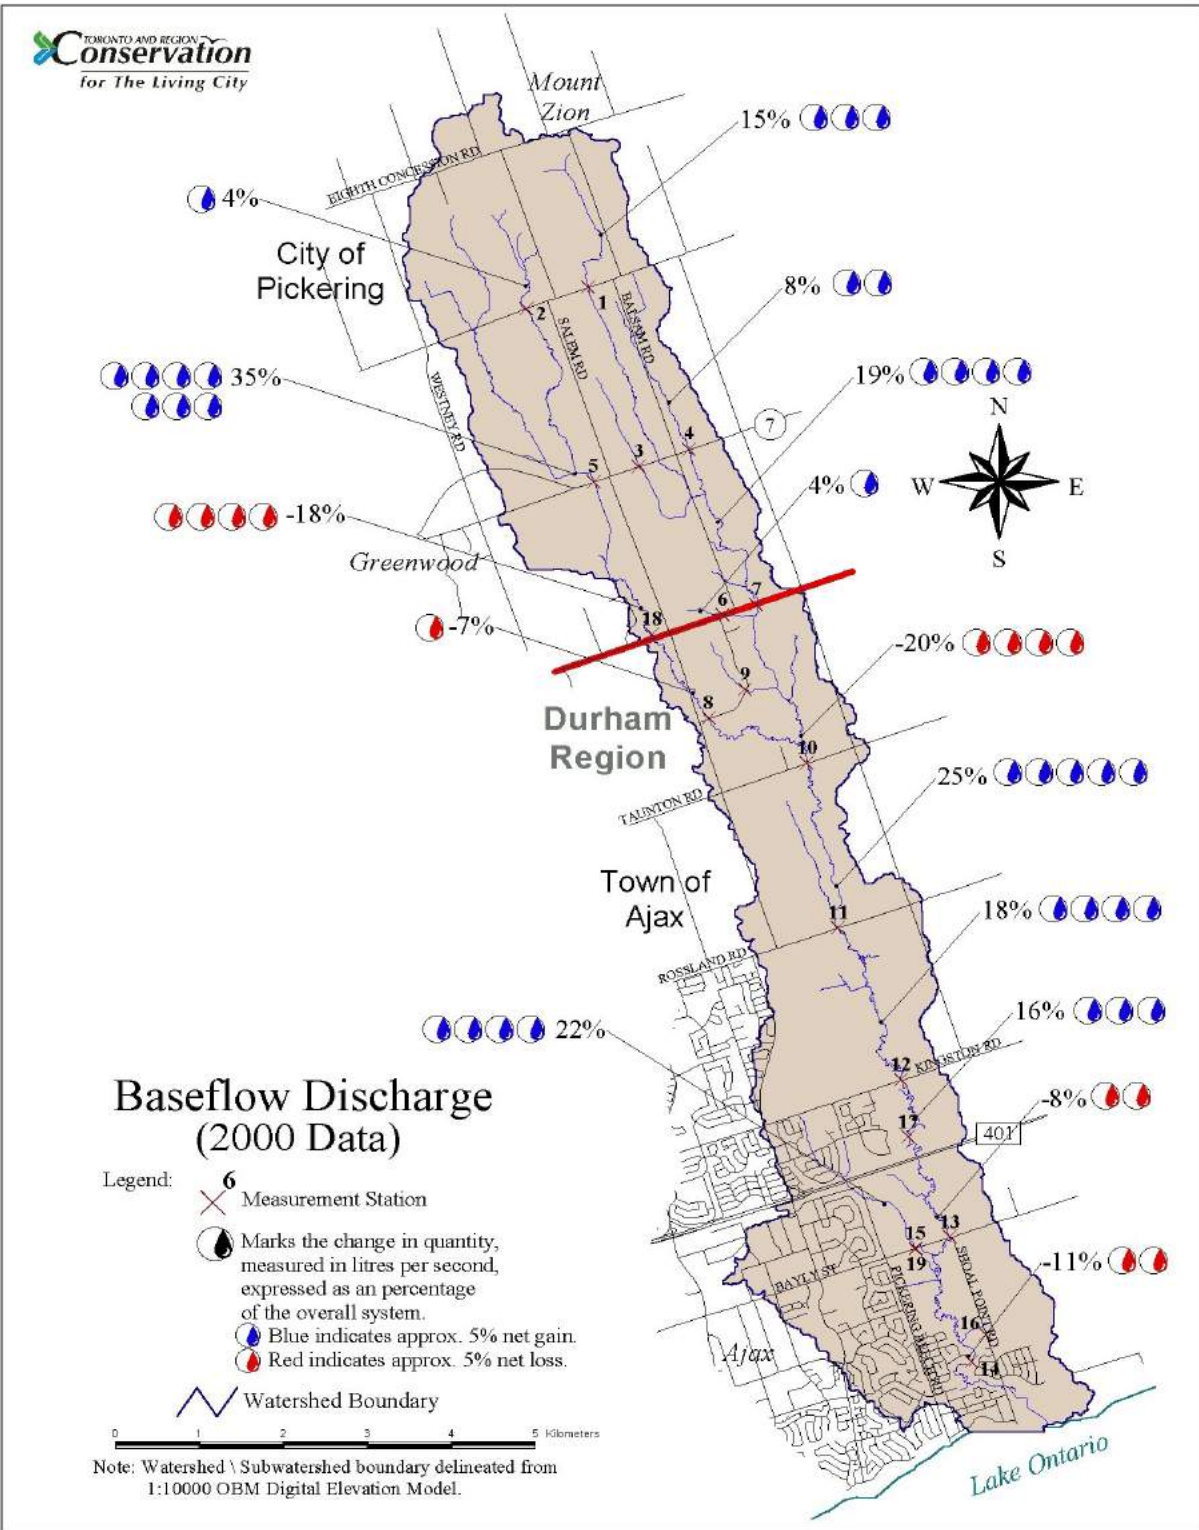 TORONTO AND REGION
Conservation
for The Living City
Mount
Zion
15%
EIGHTH CONCESSION RD
4%
City of
Pickering
8%
1
2
BALSAM RD
SALEM RD
35%
WESTNEY RD
19%
N
7
4
3
5
4%
W
E
S
-18%
Greenwood
7
6
18
-7%
-20%
9
8
Durham
Region
10
25%
TAUNTON RD
Town of
Ajax
18%
11
ROSSLAND RD
16%
22%
12
KINGSTON RD
-8%
17
401
Baseflow Discharge
(2000 Data)
Legend:
6
Measurement Station
13
15
19
SHOAL POINT RD
-11%
BAYLY ST
PICKERING BEACH RD
16
14
Ajax
Marks the change in quantity,
measured in litres per second,
expressed as an percentage
of the overall system.
Blue indicates approx. 5% net gain.
Red indicates approx. 5% net loss.
Watershed Boundary
0 1 2 3 4 5 Kilometers
Note: Watershed \ Subwatershed boundary delineated from
1:10000 OBM Digital Elevation Model.
Lake Ontario